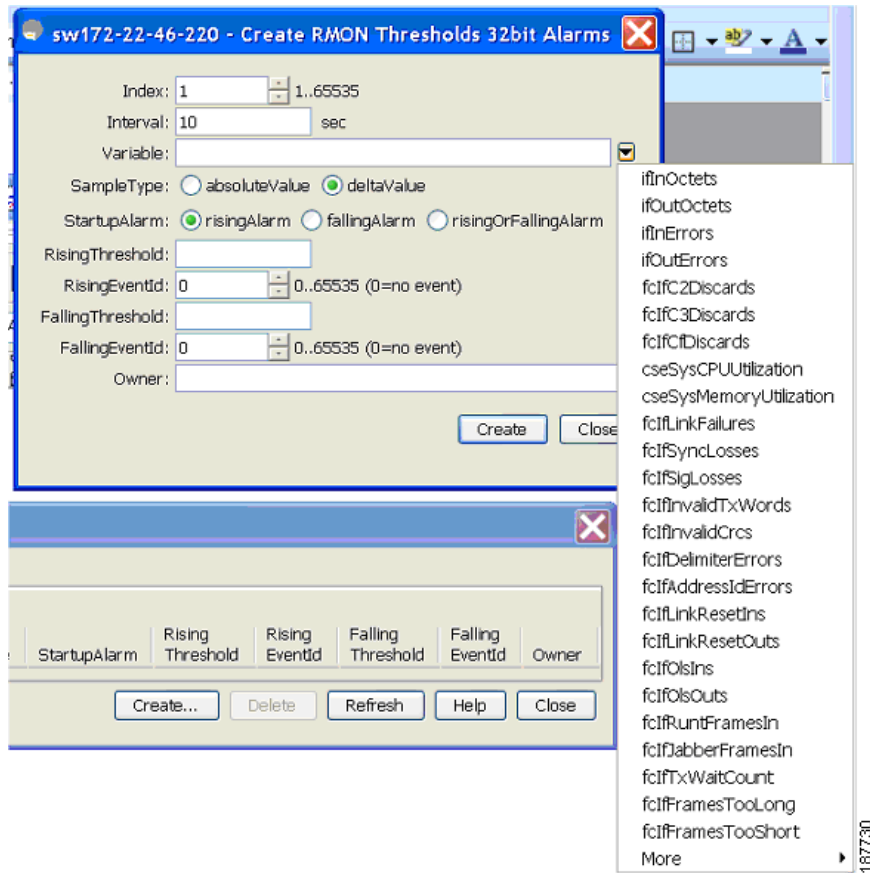 sw172-22-46-220 - Create RMON Thresholds 32bit Alarms
Index: 1 1..65535
Interval: 10 sec
Variable:
SampleType: absoluteValue deltaValue
StartupAlarm: risingAlarm fallingAlarm risingOrFallingAlarm
RisingThreshold:
RisingEventId: 0 0..65535 (0=no event)
FallingThreshold:
FallingEventId: 0 0..65535 (0=no event)
Owner:
Create Close
ifInOctets
ifOutOctets
ifInErrors
ifOutErrors
fcIfC2Discards
fcIfC3Discards
fcIfCfDiscards
cseSysCPUUtilization
cseSysMemoryUtilization
fcIfLinkFailures
fcIfSyncLosses
fcIfSigLosses
fcIfInvalidTxWords
fcIfInvalidCrcs
fcIfDelimiterErrors
fcIfAddressIdErrors
fcIfLinkResetIns
fcIfLinkResetOuts
fcIfOlsIns
fcIfOlsOuts
fcIfRuntFramesIn
fcIfJabberFramesIn
fcIfTxWaitCount
fcIfFramesTooLong
fcIfFramesTooShort
More
StartupAlarm Rising Threshold Rising EventId Falling Threshold Falling EventId Owner
Create... Delete Refresh Help Close
187730